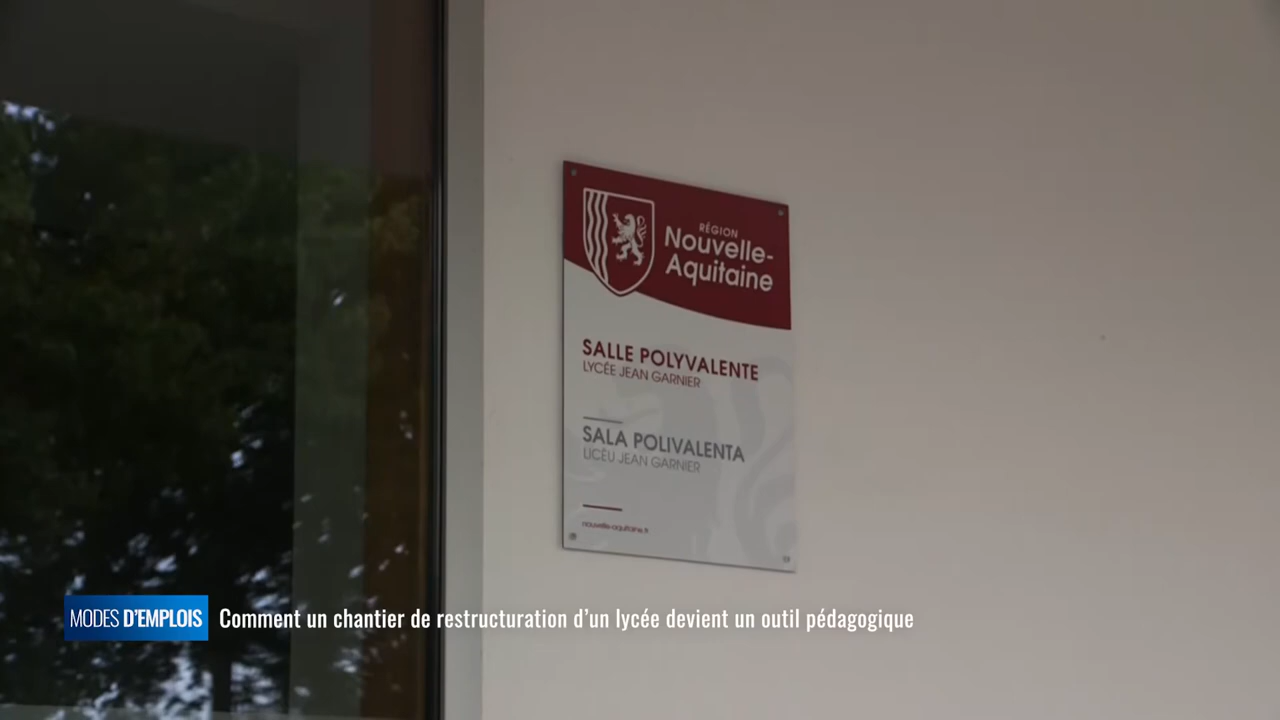 RÉGION
Nouvelle-
Aquitaine
SALLE POLYVALENTE
LYCÉE JEAN GARNIER
SALA POLIVALENTA
LICÈU JEAN GARNIER
nouvelle-aquitaine.fr
MODES D'EMPLOIS Comment un chantier de restructuration d'un lycée devient un outil pédagogique